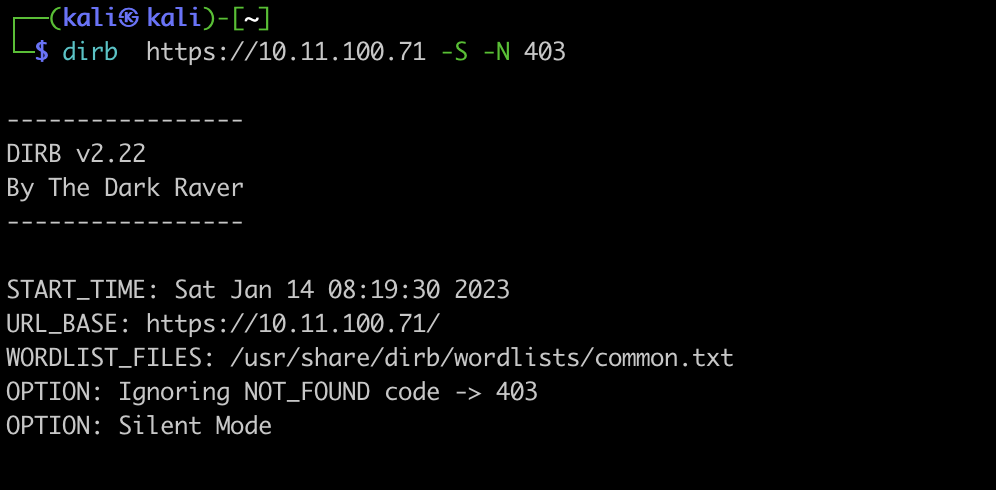 ┌──(kali㉿kali)-[~]
└─$ dirb  https://10.11.100.71 -S -N 403
-----------------
DIRB v2.22
By The Dark Raver
-----------------
START_TIME: Sat Jan 14 08:19:30 2023
URL_BASE: https://10.11.100.71/
WORDLIST_FILES: /usr/share/dirb/wordlists/common.txt
OPTION: Ignoring NOT_FOUND code -> 403
OPTION: Silent Mode